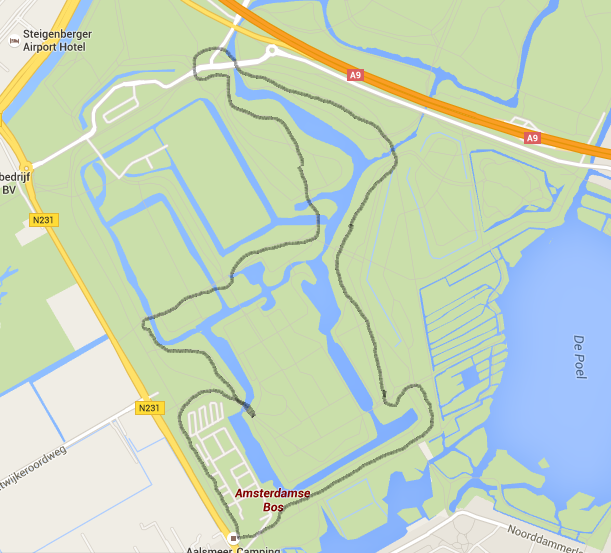 Steigenberger
Airport Hotel
A9
A9
bedrijf
BV
N231
De Poel
N231
twijkeroordweg
Amsterdamse
Bos
Aalsmeer Camping
Noorddammerl